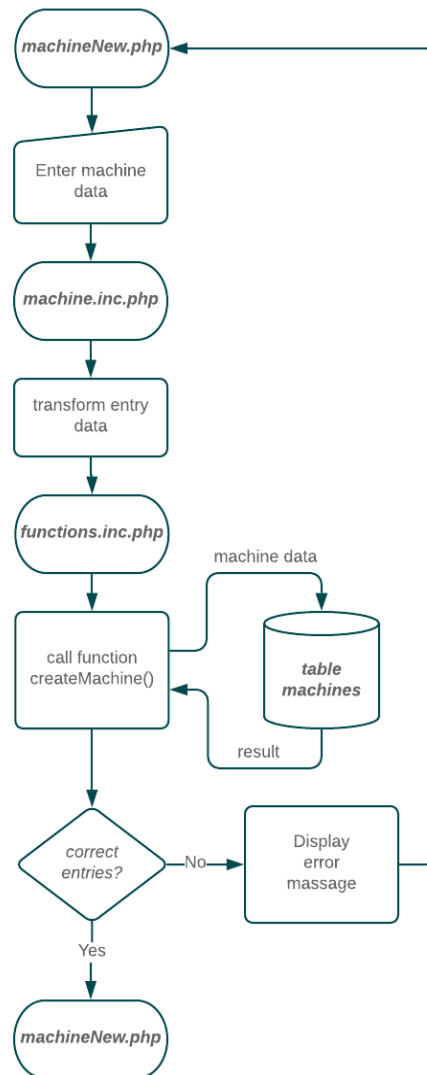 machineNew.php
Enter machine
data
machine.inc.php
transform entry
data
functions.inc.php
machine data
call function
createMachine()
table
machines
result
correct
entries?
No
Display
error
massage
Yes
machineNew.php